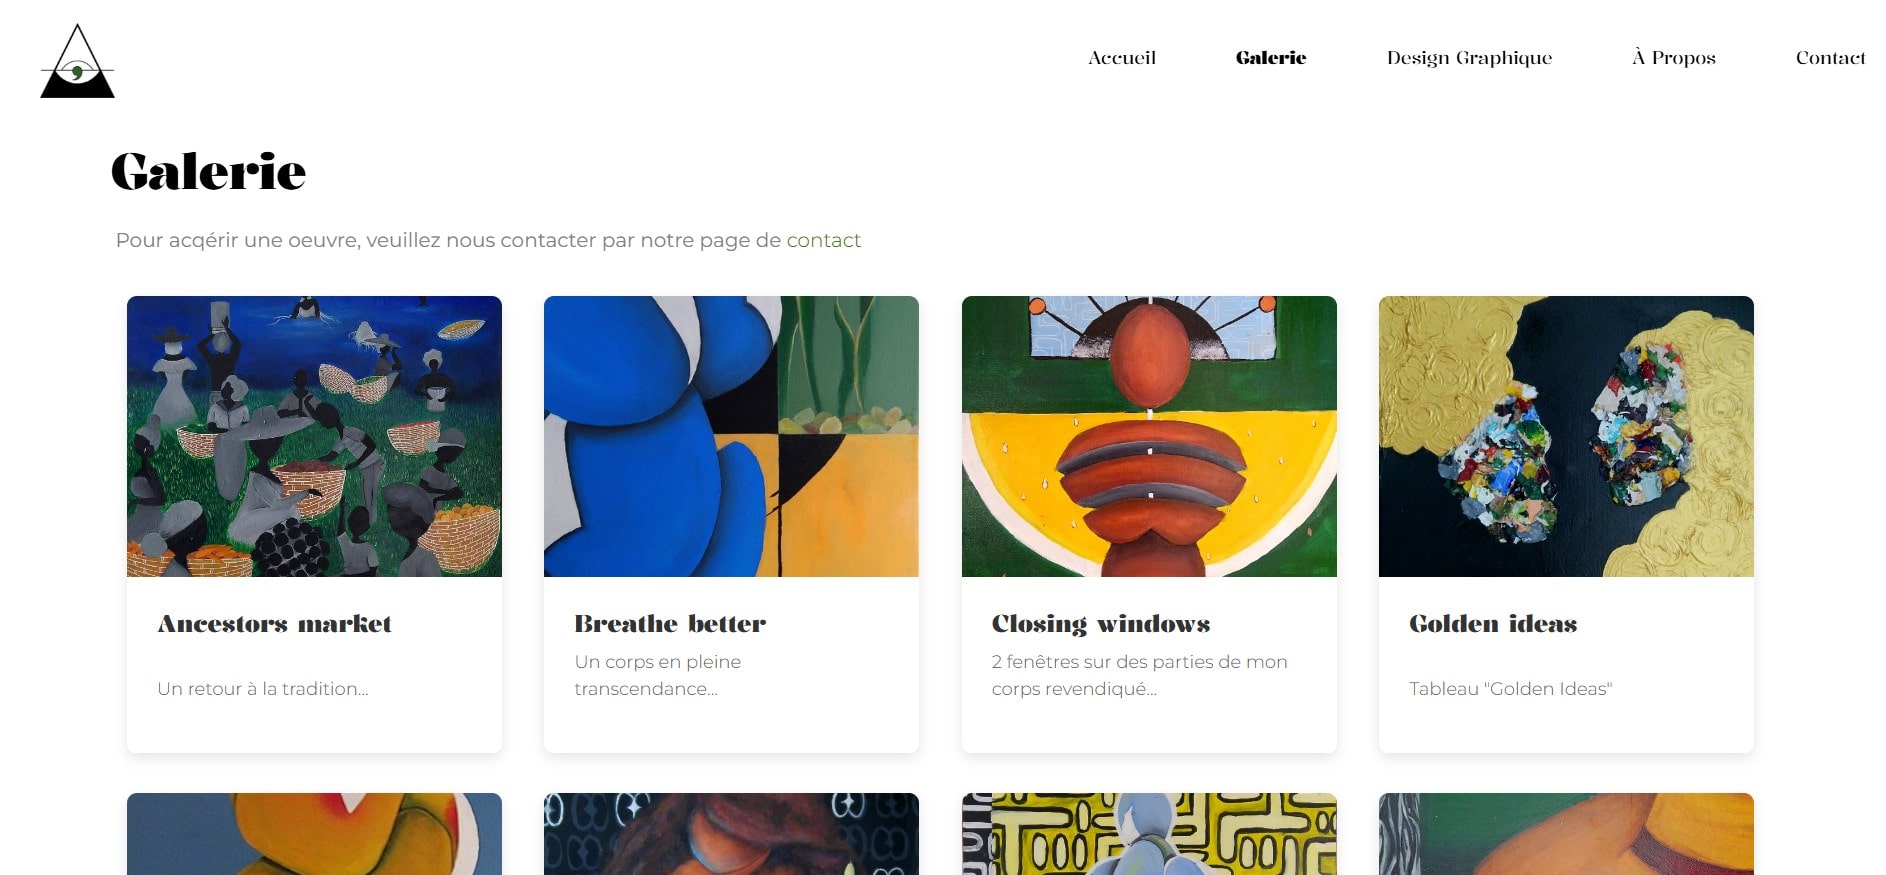 Accueil Galerie Design Graphique À Propos Contact
Galerie
Pour acqérir une oeuvre, veuillez nous contacter par notre page de contact
Ancestors market
Un retour à la tradition...
Breathe better
Un corps en pleine
transcendance...
Closing windows
2 fenêtres sur des parties de mon
corps revendiqué...
Golden ideas
Tableau "Golden Ideas"